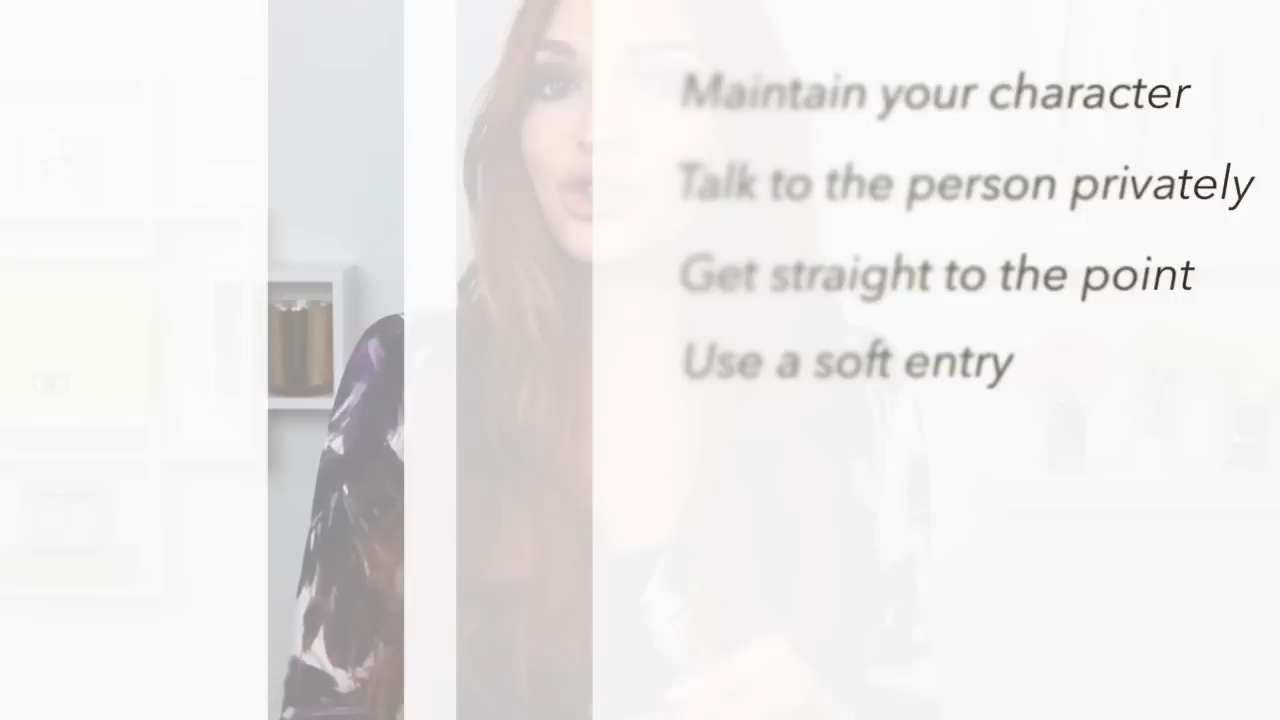 Maintain your character
Talk to the person privately
Get straight to the point
Use a soft entry